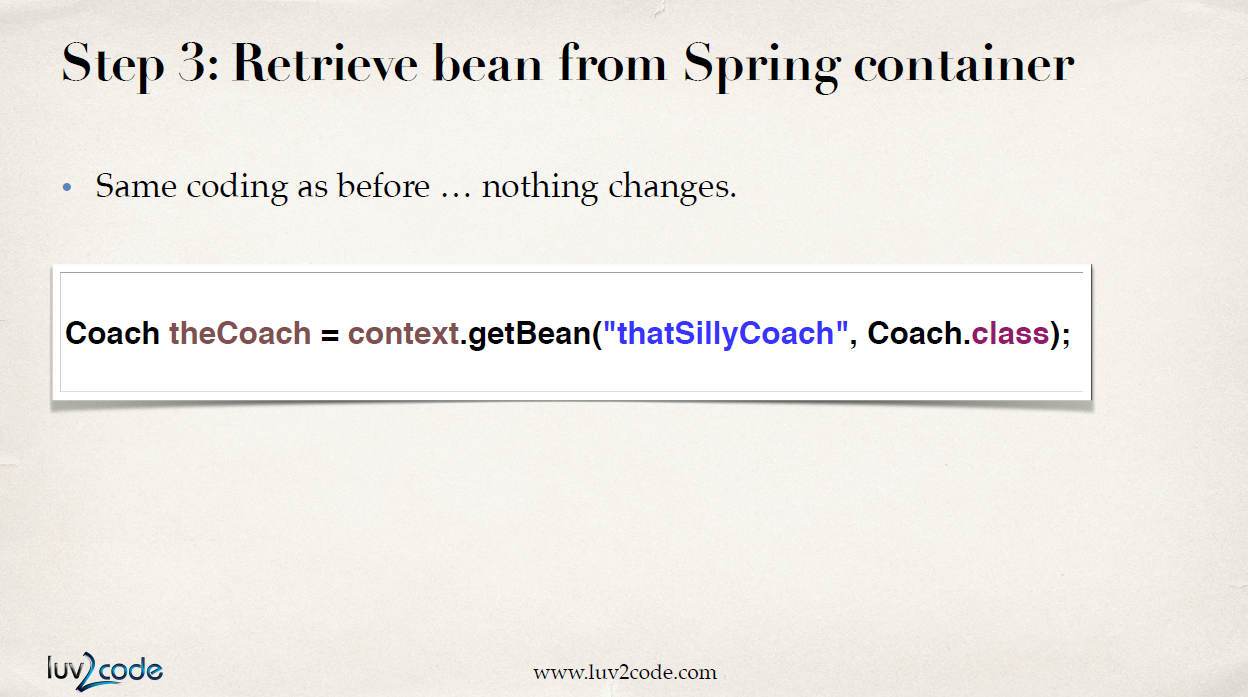 Step 3: Retrieve bean from Spring container
• Same coding as before … nothing changes.
Coach theCoach = context.getBean("thatSillyCoach", Coach.class);
luv2code
www.luv2code.com